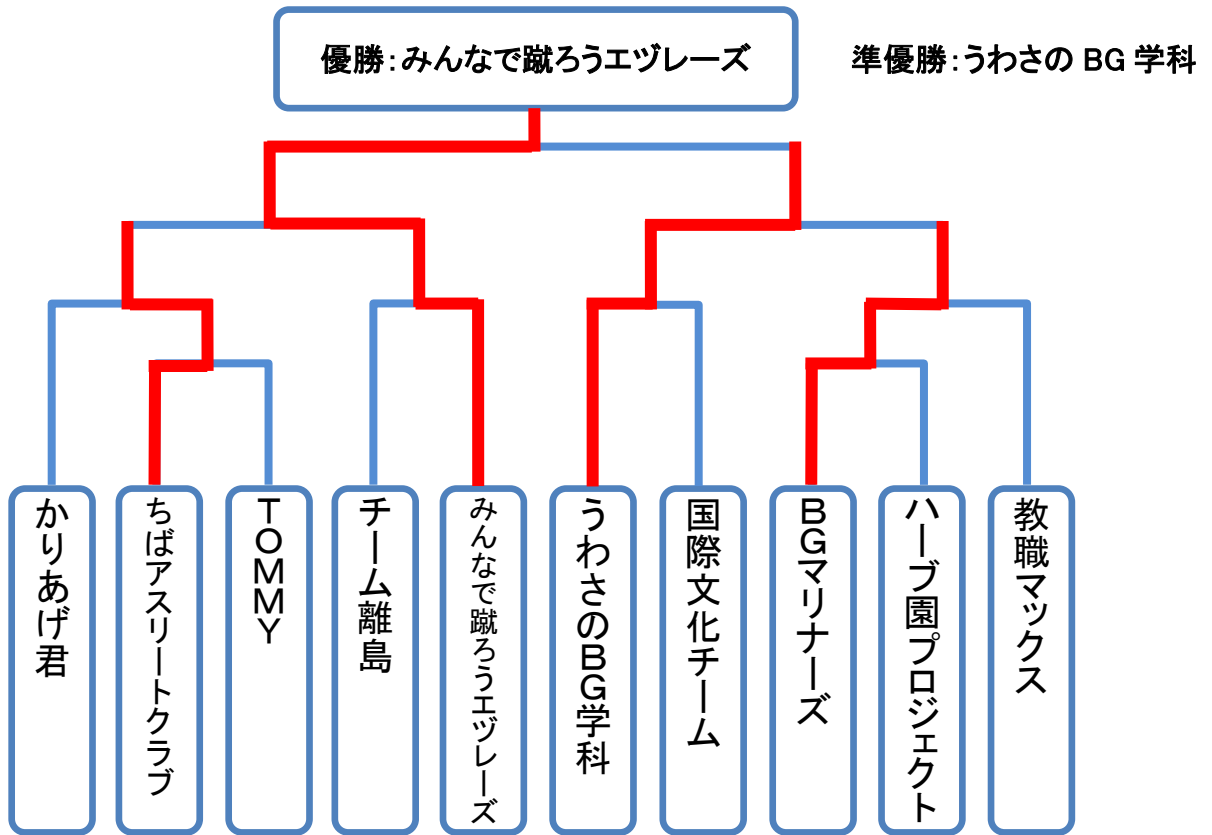 優勝：みんなで蹴ろうエヅレーズ
準優勝：うわさの BG 学科
かりあげ君
ちばアスリートクラブ
TOMMY
チーム離島
みんなで蹴ろうエヅレーズ
うわさのBG学科
国際文化チーム
BGマリナーズ
ハーブ園プロジェクト
教職マックス